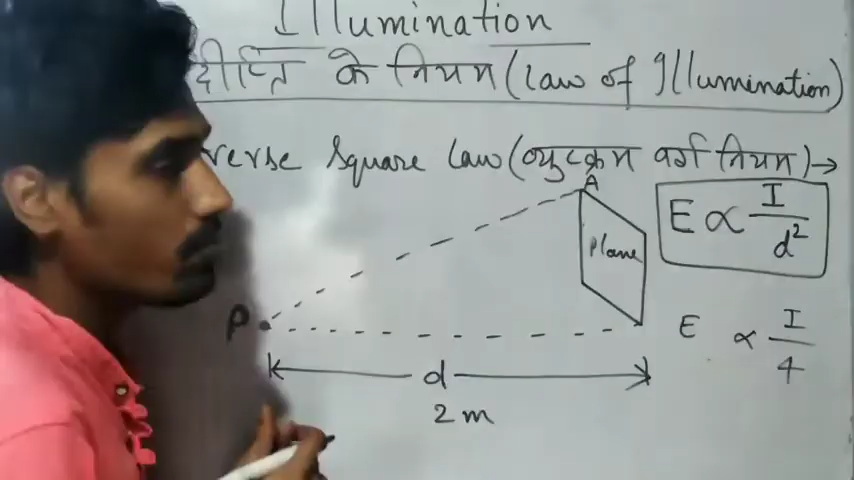 Illumination
दीप्ति के नियम (Law of Illumination)
verse Square Law (व्युत्क्रम वर्ग नियम) →
A
E ∝ I / d²
Plane
P
E ∝ I / 4
d
2 m